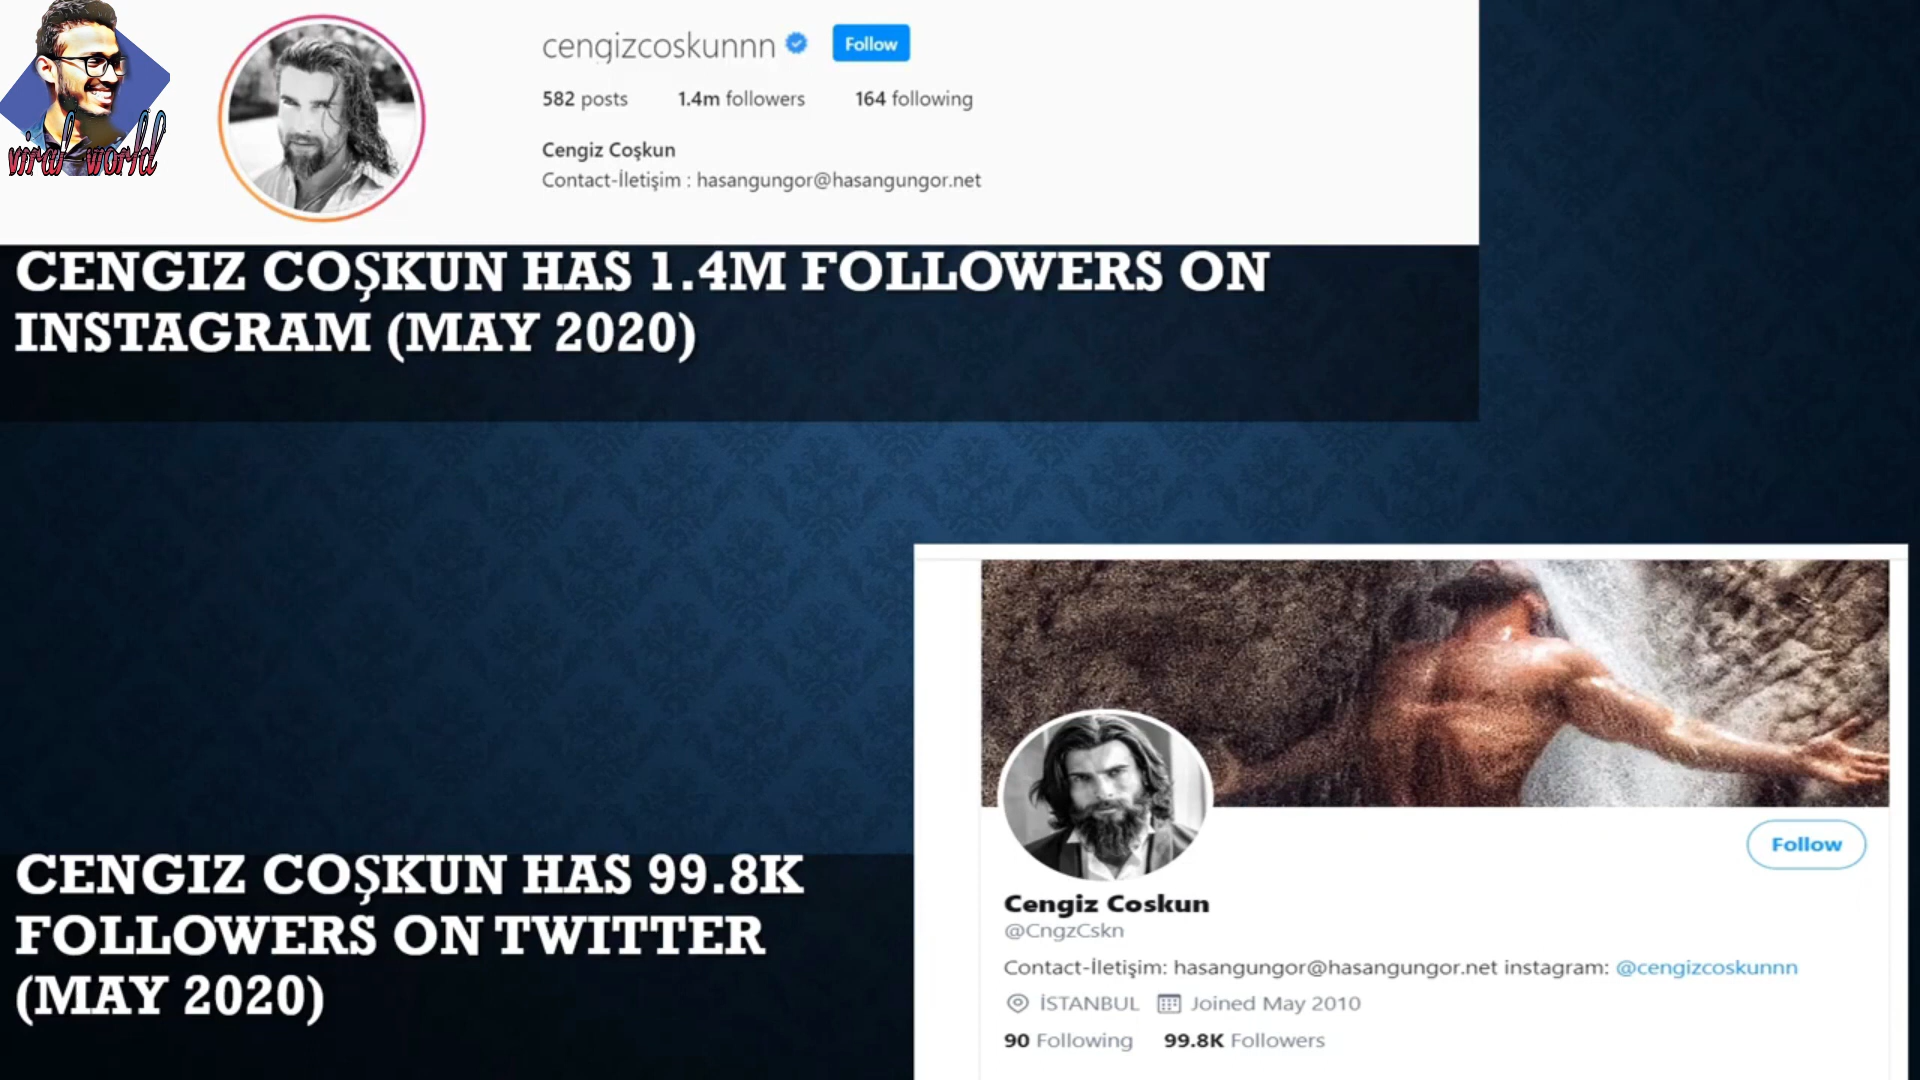 viral world
cengizcoskunnn
Follow
582 posts 1.4m followers 164 following
Cengiz Coşkun
Contact-İletişim : hasangungor@hasangungor.net
CENGIZ COŞKUN HAS 1.4M FOLLOWERS ON
INSTAGRAM (MAY 2020)
CENGIZ COŞKUN HAS 99.8K
FOLLOWERS ON TWITTER
(MAY 2020)
Follow
Cengiz Coskun
@CngzCskn
Contact-İletişim: hasangungor@hasangungor.net instagram: @cengizcoskunnn
İSTANBUL Joined May 2010
90 Following 99.8K Followers